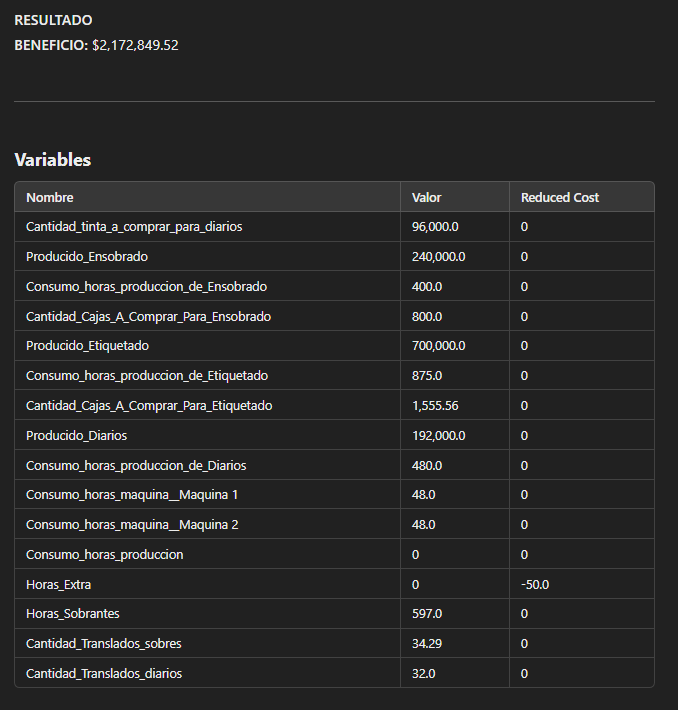 RESULTADO
BENEFICIO: $2,172,849.52
Variables
Nombre Valor Reduced Cost
Cantidad_tinta_a_comprar_para_diarios 96,000.0 0
Producido_Ensobrado 240,000.0 0
Consumo_horas_produccion_de_Ensobrado 400.0 0
Cantidad_Cajas_A_Comprar_Para_Ensobrado 800.0 0
Producido_Etiquetado 700,000.0 0
Consumo_horas_produccion_de_Etiquetado 875.0 0
Cantidad_Cajas_A_Comprar_Para_Etiquetado 1,555.56 0
Producido_Diarios 192,000.0 0
Consumo_horas_produccion_de_Diarios 480.0 0
Consumo_horas_maquina__Maquina 1 48.0 0
Consumo_horas_maquina__Maquina 2 48.0 0
Consumo_horas_produccion 0 0
Horas_Extra 0 -50.0
Horas_Sobrantes 597.0 0
Cantidad_Translados_sobres 34.29 0
Cantidad_Translados_diarios 32.0 0